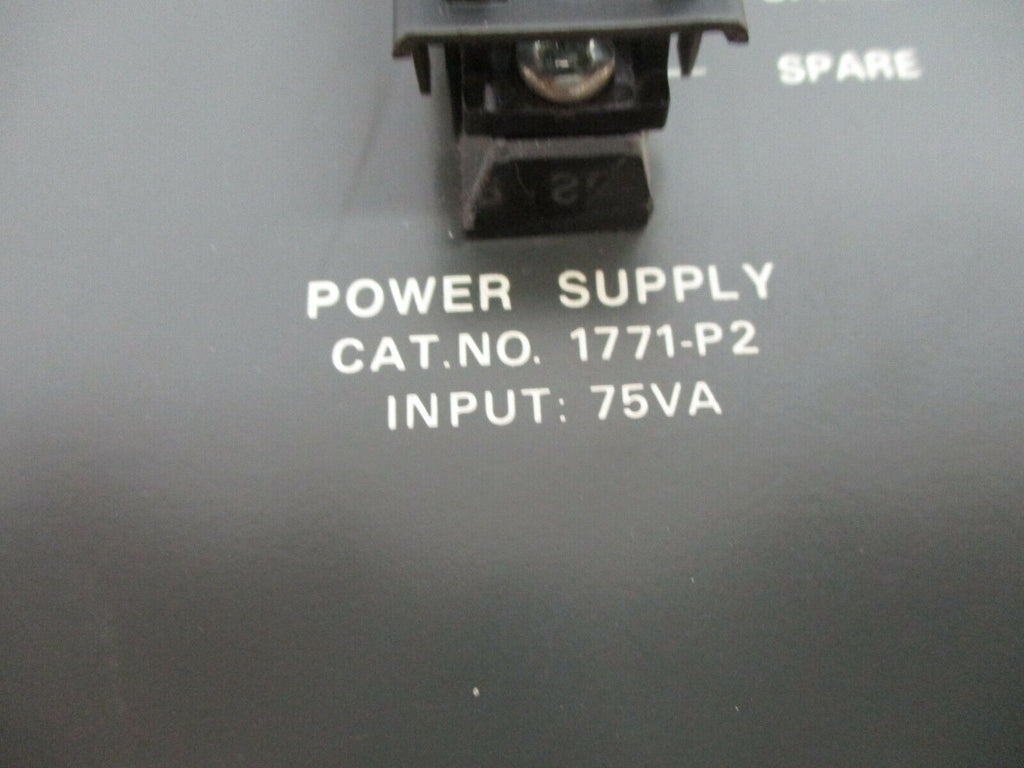 SPARE
POWER SUPPLY
CAT.NO. 1771-P2
INPUT: 75VA